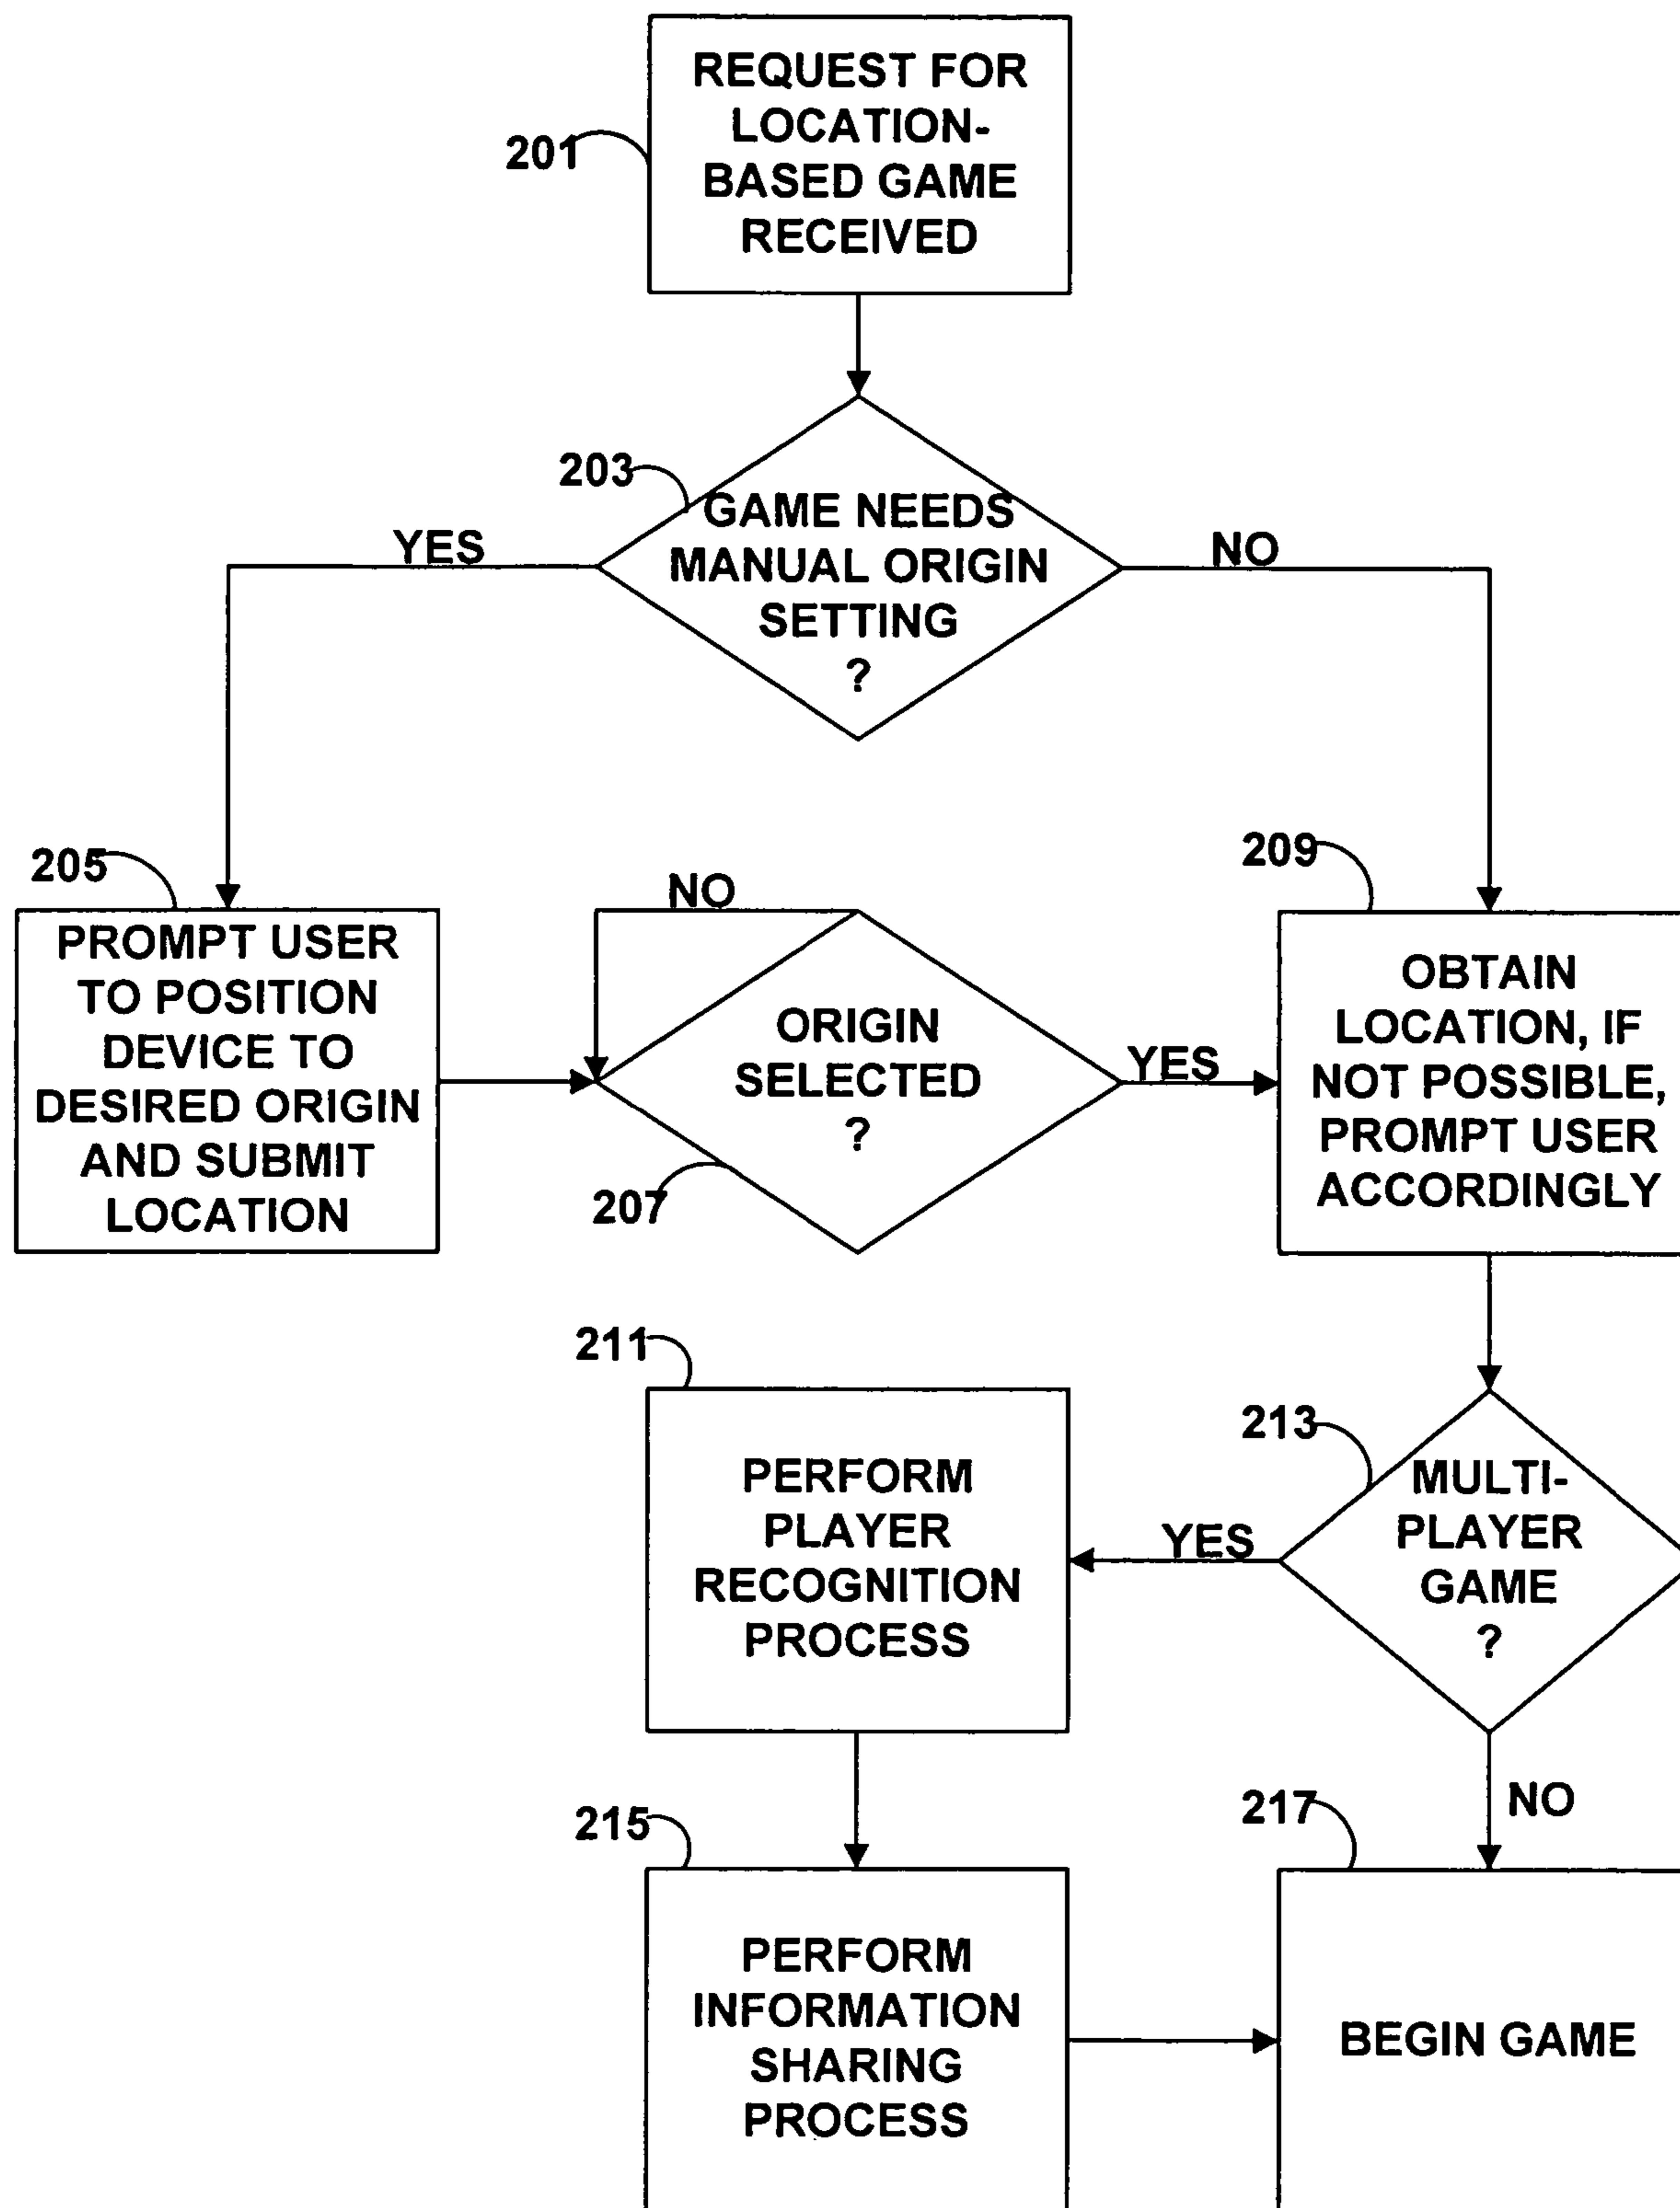 REQUEST FOR
LOCATION-
BASED GAME
RECEIVED
201
203
GAME NEEDS
MANUAL ORIGIN
SETTING
?
YES
NO
205
PROMPT USER
TO POSITION
DEVICE TO
DESIRED ORIGIN
AND SUBMIT
LOCATION
NO
ORIGIN
SELECTED
?
207
YES
209
OBTAIN
LOCATION, IF
NOT POSSIBLE,
PROMPT USER
ACCORDINGLY
211
PERFORM
PLAYER
RECOGNITION
PROCESS
213
MULTI-
PLAYER
GAME
?
YES
NO
215
PERFORM
INFORMATION
SHARING
PROCESS
217
BEGIN GAME